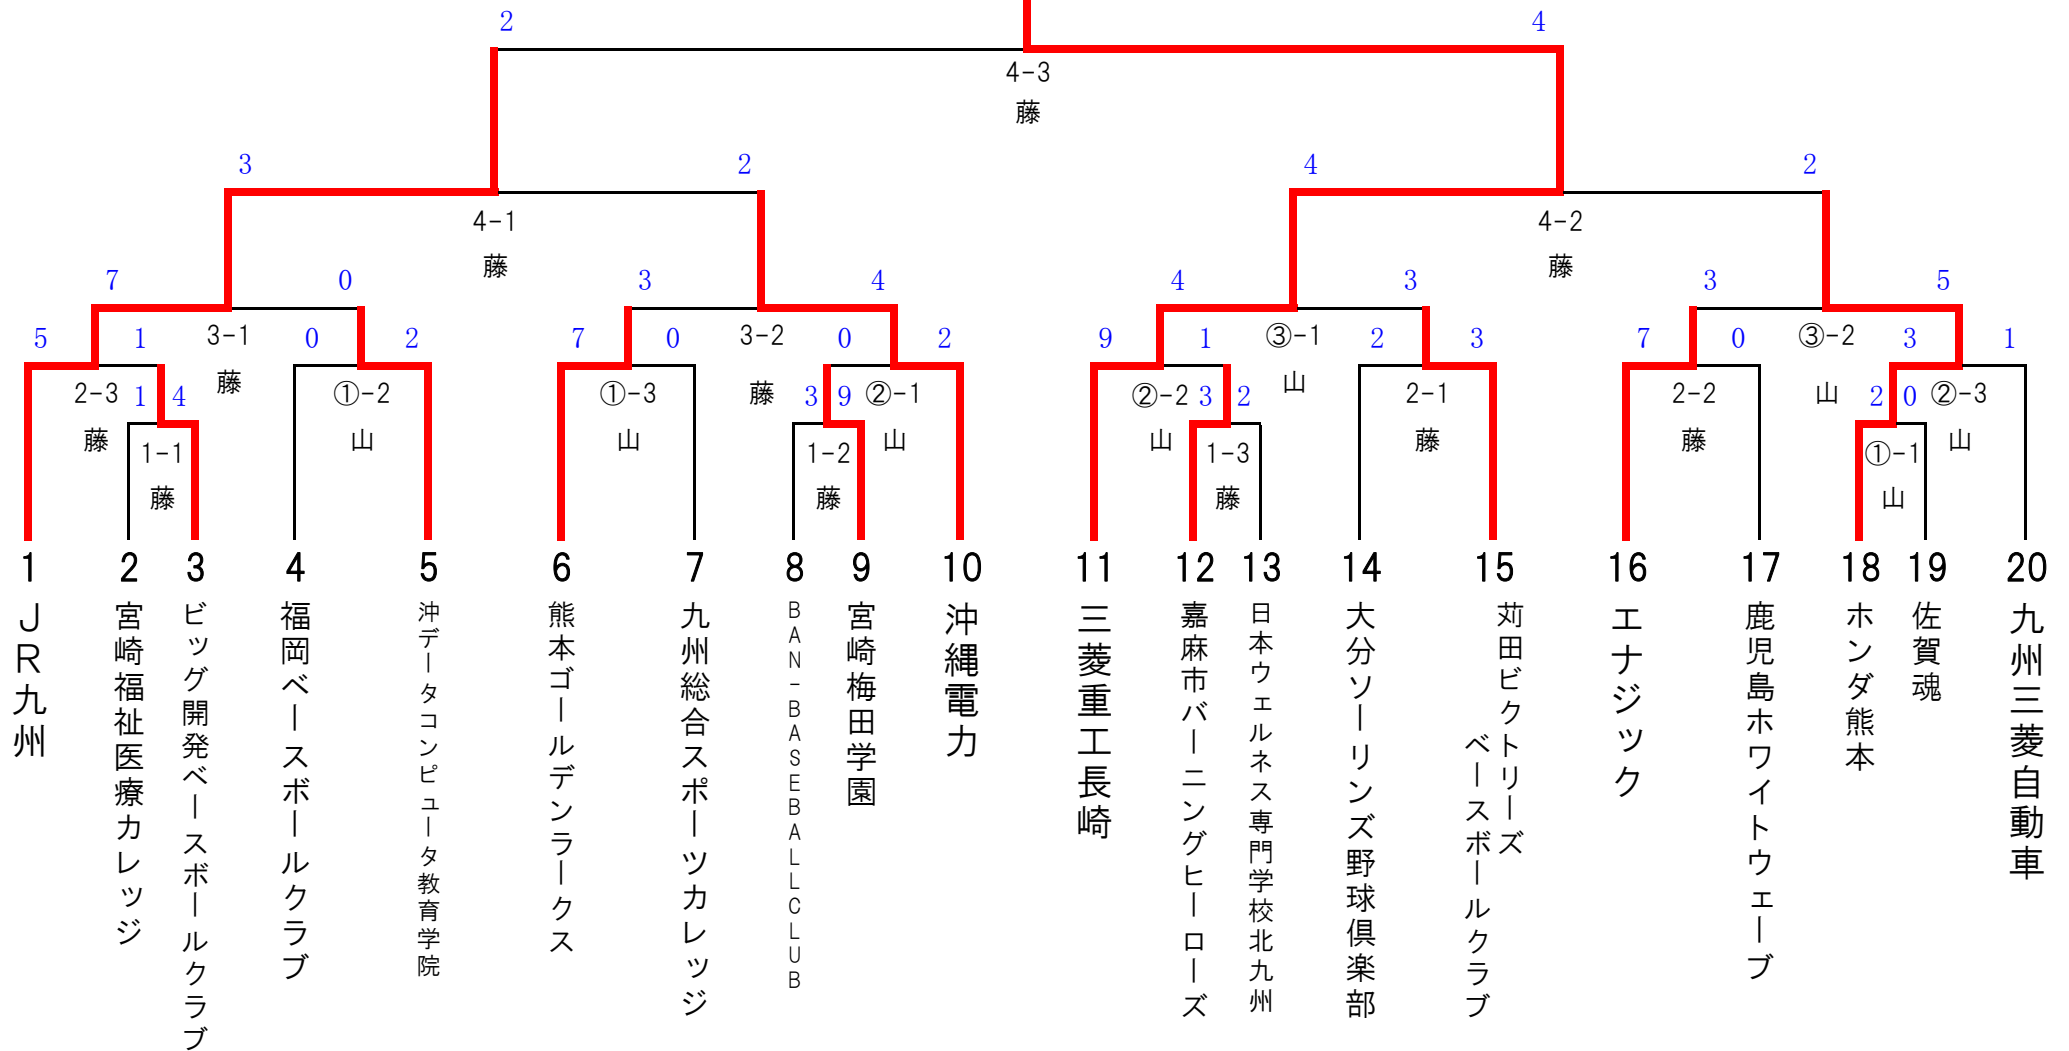 2 4
4-3
藤
3 2 4 2
4-1 4-2
藤 藤
7 0 3 4 4 3 3 5
3-1 3-2 ③-1 ③-2
藤 藤 山 山
5 1 0 2 7 0 0 2 9 1 2 3 7 0 3 1
2-3 ①-2 ①-3 ②-1 ②-2 2-1 2-2 ②-3
藤 山 山 山 山 藤 藤 山
1 4 3 9 3 2 2 0
1-1 1-2 1-3 ①-1
藤 藤 藤 山
1 2 3 4 5 6 7 8 9 10 11 12 13 14 15 16 17 18 19 20
ＪＲ九州
宮崎福祉医療カレッジ
ビッグ開発ベースボールクラブ
福岡ベースボールクラブ
沖データコンピュータ教育学院
熊本ゴールデンラークス
九州総合スポーツカレッジ
BAN-BASEBALLCLUB
宮崎梅田学園
沖縄電力
三菱重工長崎
嘉麻市バーニングヒーローズ
日本ウェルネス専門学校北九州
大分ソーリンズ野球倶楽部
苅田ビクトリーズ
ベースボールクラブ
エナジック
鹿児島ホワイトウェーブ
ホンダ熊本
佐賀魂
九州三菱自動車